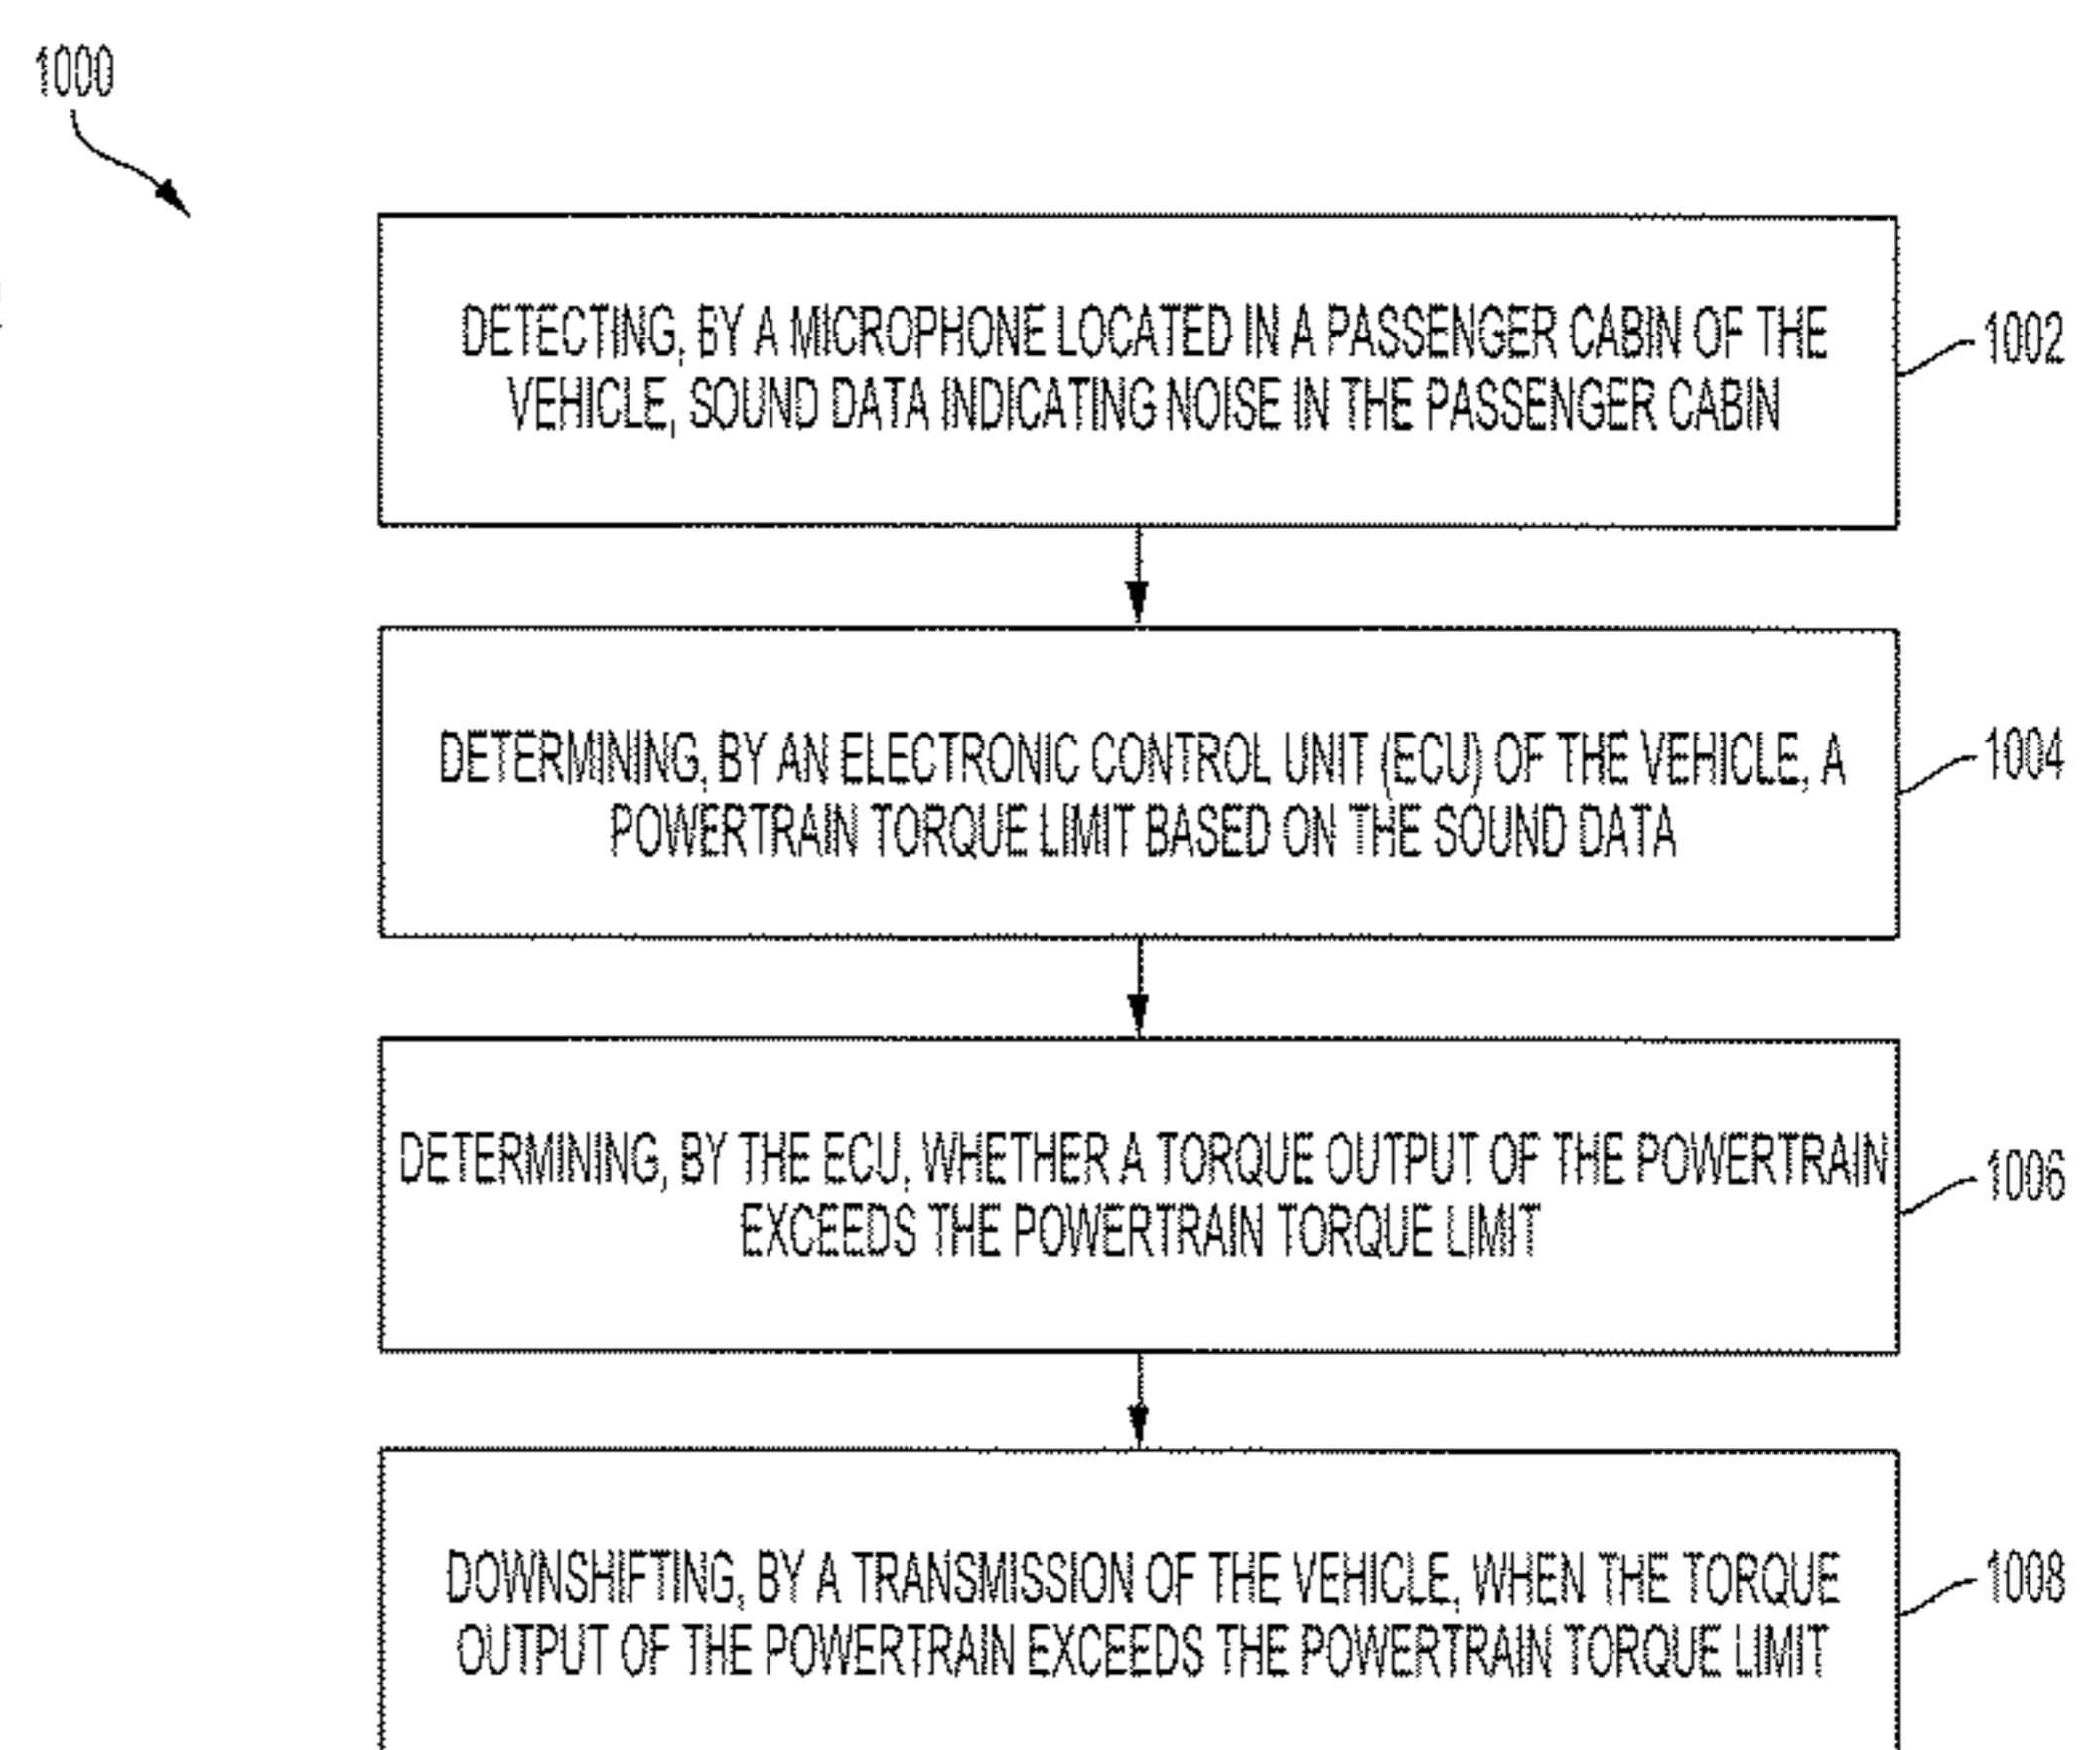 1000
DETECTING, BY A MICROPHONE LOCATED IN A PASSENGER CABIN OF THE
VEHICLE, SOUND DATA INDICATING NOISE IN THE PASSENGER CABIN
1002
DETERMINING, BY AN ELECTRONIC CONTROL UNIT (ECU) OF THE VEHICLE, A
POWERTRAIN TORQUE LIMIT BASED ON THE SOUND DATA
1004
DETERMINING, BY THE ECU, WHETHER A TORQUE OUTPUT OF THE POWERTRAIN
EXCEEDS THE POWERTRAIN TORQUE LIMIT
1006
DOWNSHIFTING, BY A TRANSMISSION OF THE VEHICLE, WHEN THE TORQUE
OUTPUT OF THE POWERTRAIN EXCEEDS THE POWERTRAIN TORQUE LIMIT
1008